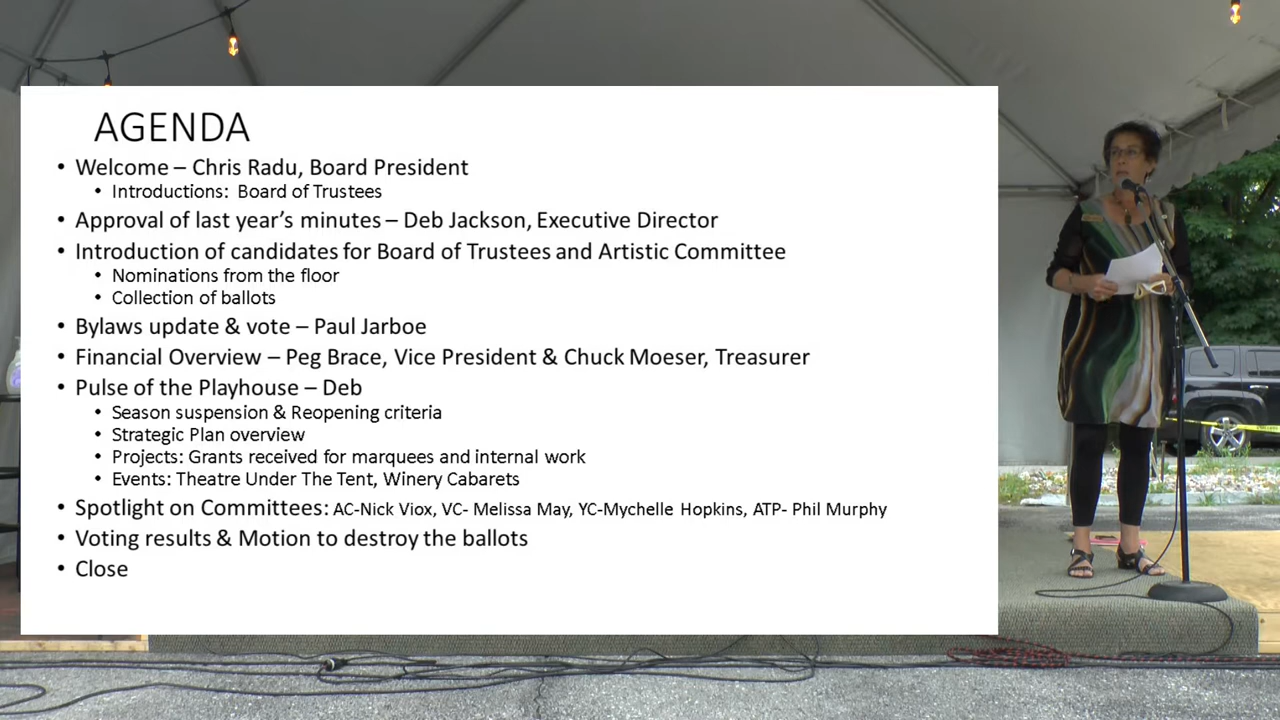 AGENDA
• Welcome – Chris Radu, Board President
• Introductions: Board of Trustees
• Approval of last year's minutes – Deb Jackson, Executive Director
• Introduction of candidates for Board of Trustees and Artistic Committee
• Nominations from the floor
• Collection of ballots
• Bylaws update & vote – Paul Jarboe
• Financial Overview – Peg Brace, Vice President & Chuck Moeser, Treasurer
• Pulse of the Playhouse – Deb
• Season suspension & Reopening criteria
• Strategic Plan overview
• Projects: Grants received for marquees and internal work
• Events: Theatre Under The Tent, Winery Cabarets
• Spotlight on Committees: AC-Nick Viox, VC- Melissa May, YC-Mychelle Hopkins, ATP- Phil Murphy
• Voting results & Motion to destroy the ballots
• Close